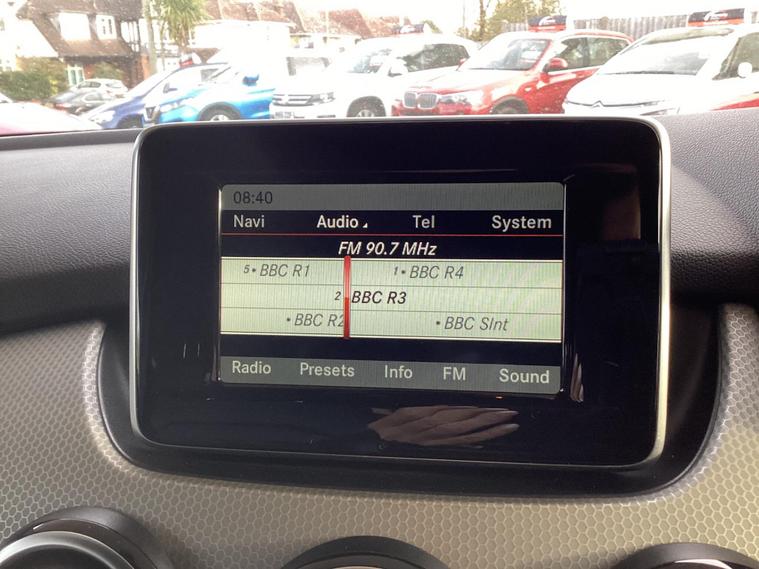 08:40
Navi Audio Tel System
FM 90.7 MHz
5 • BBC R1 1 • BBC R4
2 BBC R3
• BBC R2 • BBC SInt
Radio Presets Info FM Sound